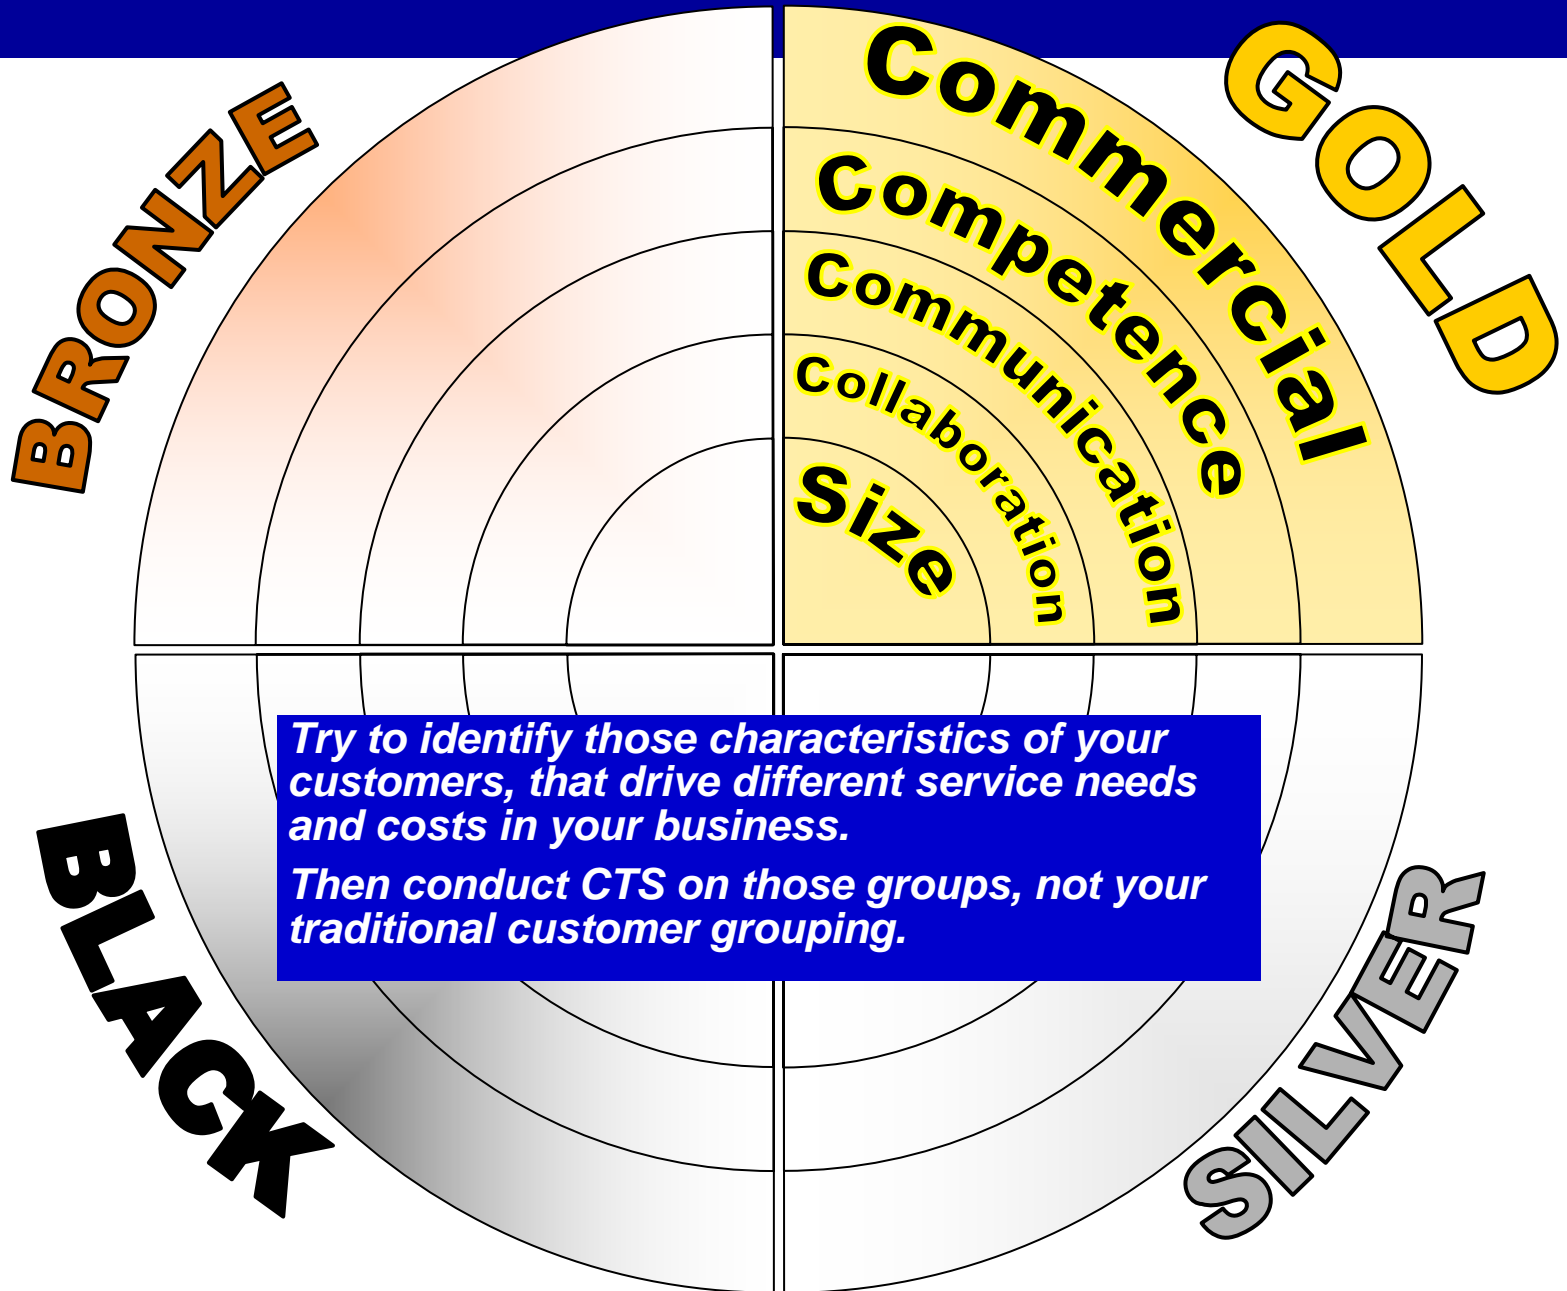 BRONZE
GOLD
Commercial
Competence
Communication
Collaboration
Size
Try to identify those characteristics of your
customers, that drive different service needs
and costs in your business.
Then conduct CTS on those groups, not your
traditional customer grouping.
BLACK
SILVER